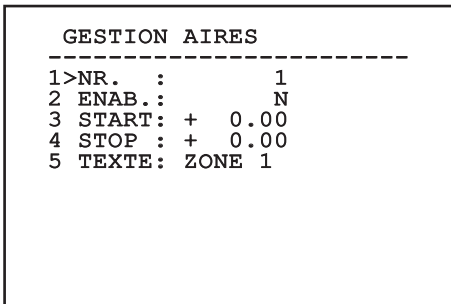 GESTION AIRES
------------------------
1>NR.  :       1
2 ENAB.:       N
3 START: +  0.00
4 STOP : +  0.00
5 TEXTE: ZONE 1